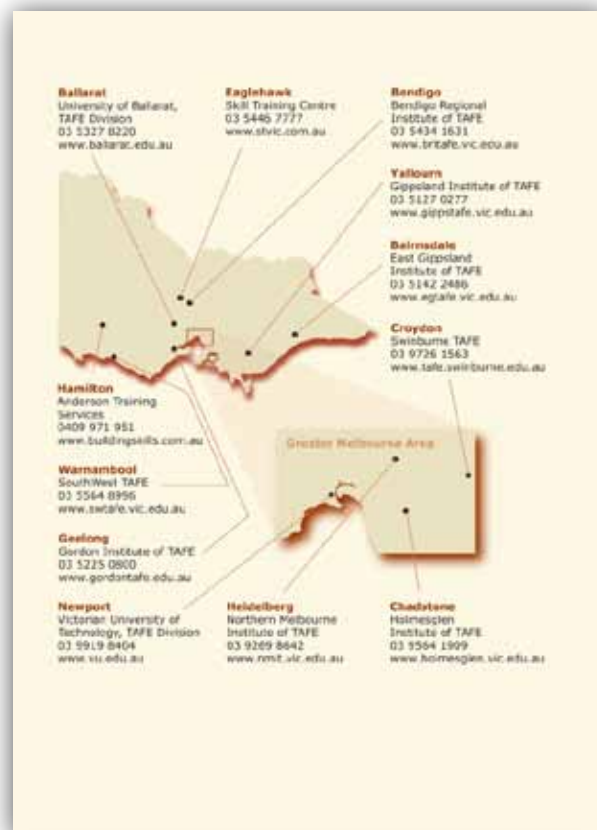 Ballarat
University of Ballarat,
TAFE Division
03 5327 8220
www.ballarat.edu.au
Eaglehawk
Skill Training Centre
03 5446 7777
www.stvic.com.au
Bendigo
Bendigo Regional
Institute of TAFE
03 5434 1631
www.britafe.vic.edu.au
Yallourn
Gippsland Institute of TAFE
03 5127 0277
www.gippstafe.vic.edu.au
Bairnsdale
East Gippsland
Institute of TAFE
03 5142 2486
www.egtafe.vic.edu.au
Croydon
Swinburne TAFE
03 9726 1563
www.tafe.swinburne.edu.au
Hamilton
Anderson Training
Services
0409 971 951
www.buildingskills.com.au
Warnambool
SouthWest TAFE
03 5564 8996
www.swtafe.vic.edu.au
Geelong
Gordon Institute of TAFE
03 5225 0800
www.gordontafe.edu.au
Greater Melbourne Area
Newport
Victorian University of
Technology, TAFE Division
03 9919 8404
www.vu.edu.au
Heidelberg
Northern Melbourne
Institute of TAFE
03 9269 8642
www.nmit.vic.edu.au
Chadstone
Holmesglen
Institute of TAFE
03 9564 1909
www.holmesglen.vic.edu.au